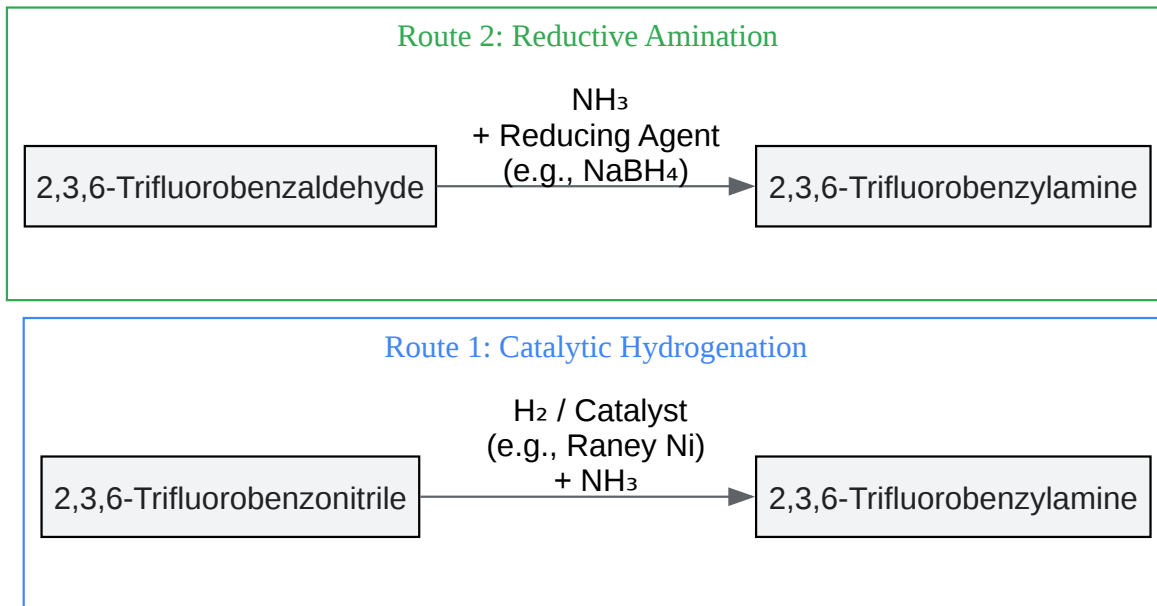 Route 2: Reductive Amination
NH₃
+ Reducing Agent
(e.g., NaBH₄)
2,3,6-Trifluorobenzaldehyde
2,3,6-Trifluorobenzylamine
Route 1: Catalytic Hydrogenation
H₂ / Catalyst
(e.g., Raney Ni)
+ NH₃
2,3,6-Trifluorobenzonitrile
2,3,6-Trifluorobenzylamine